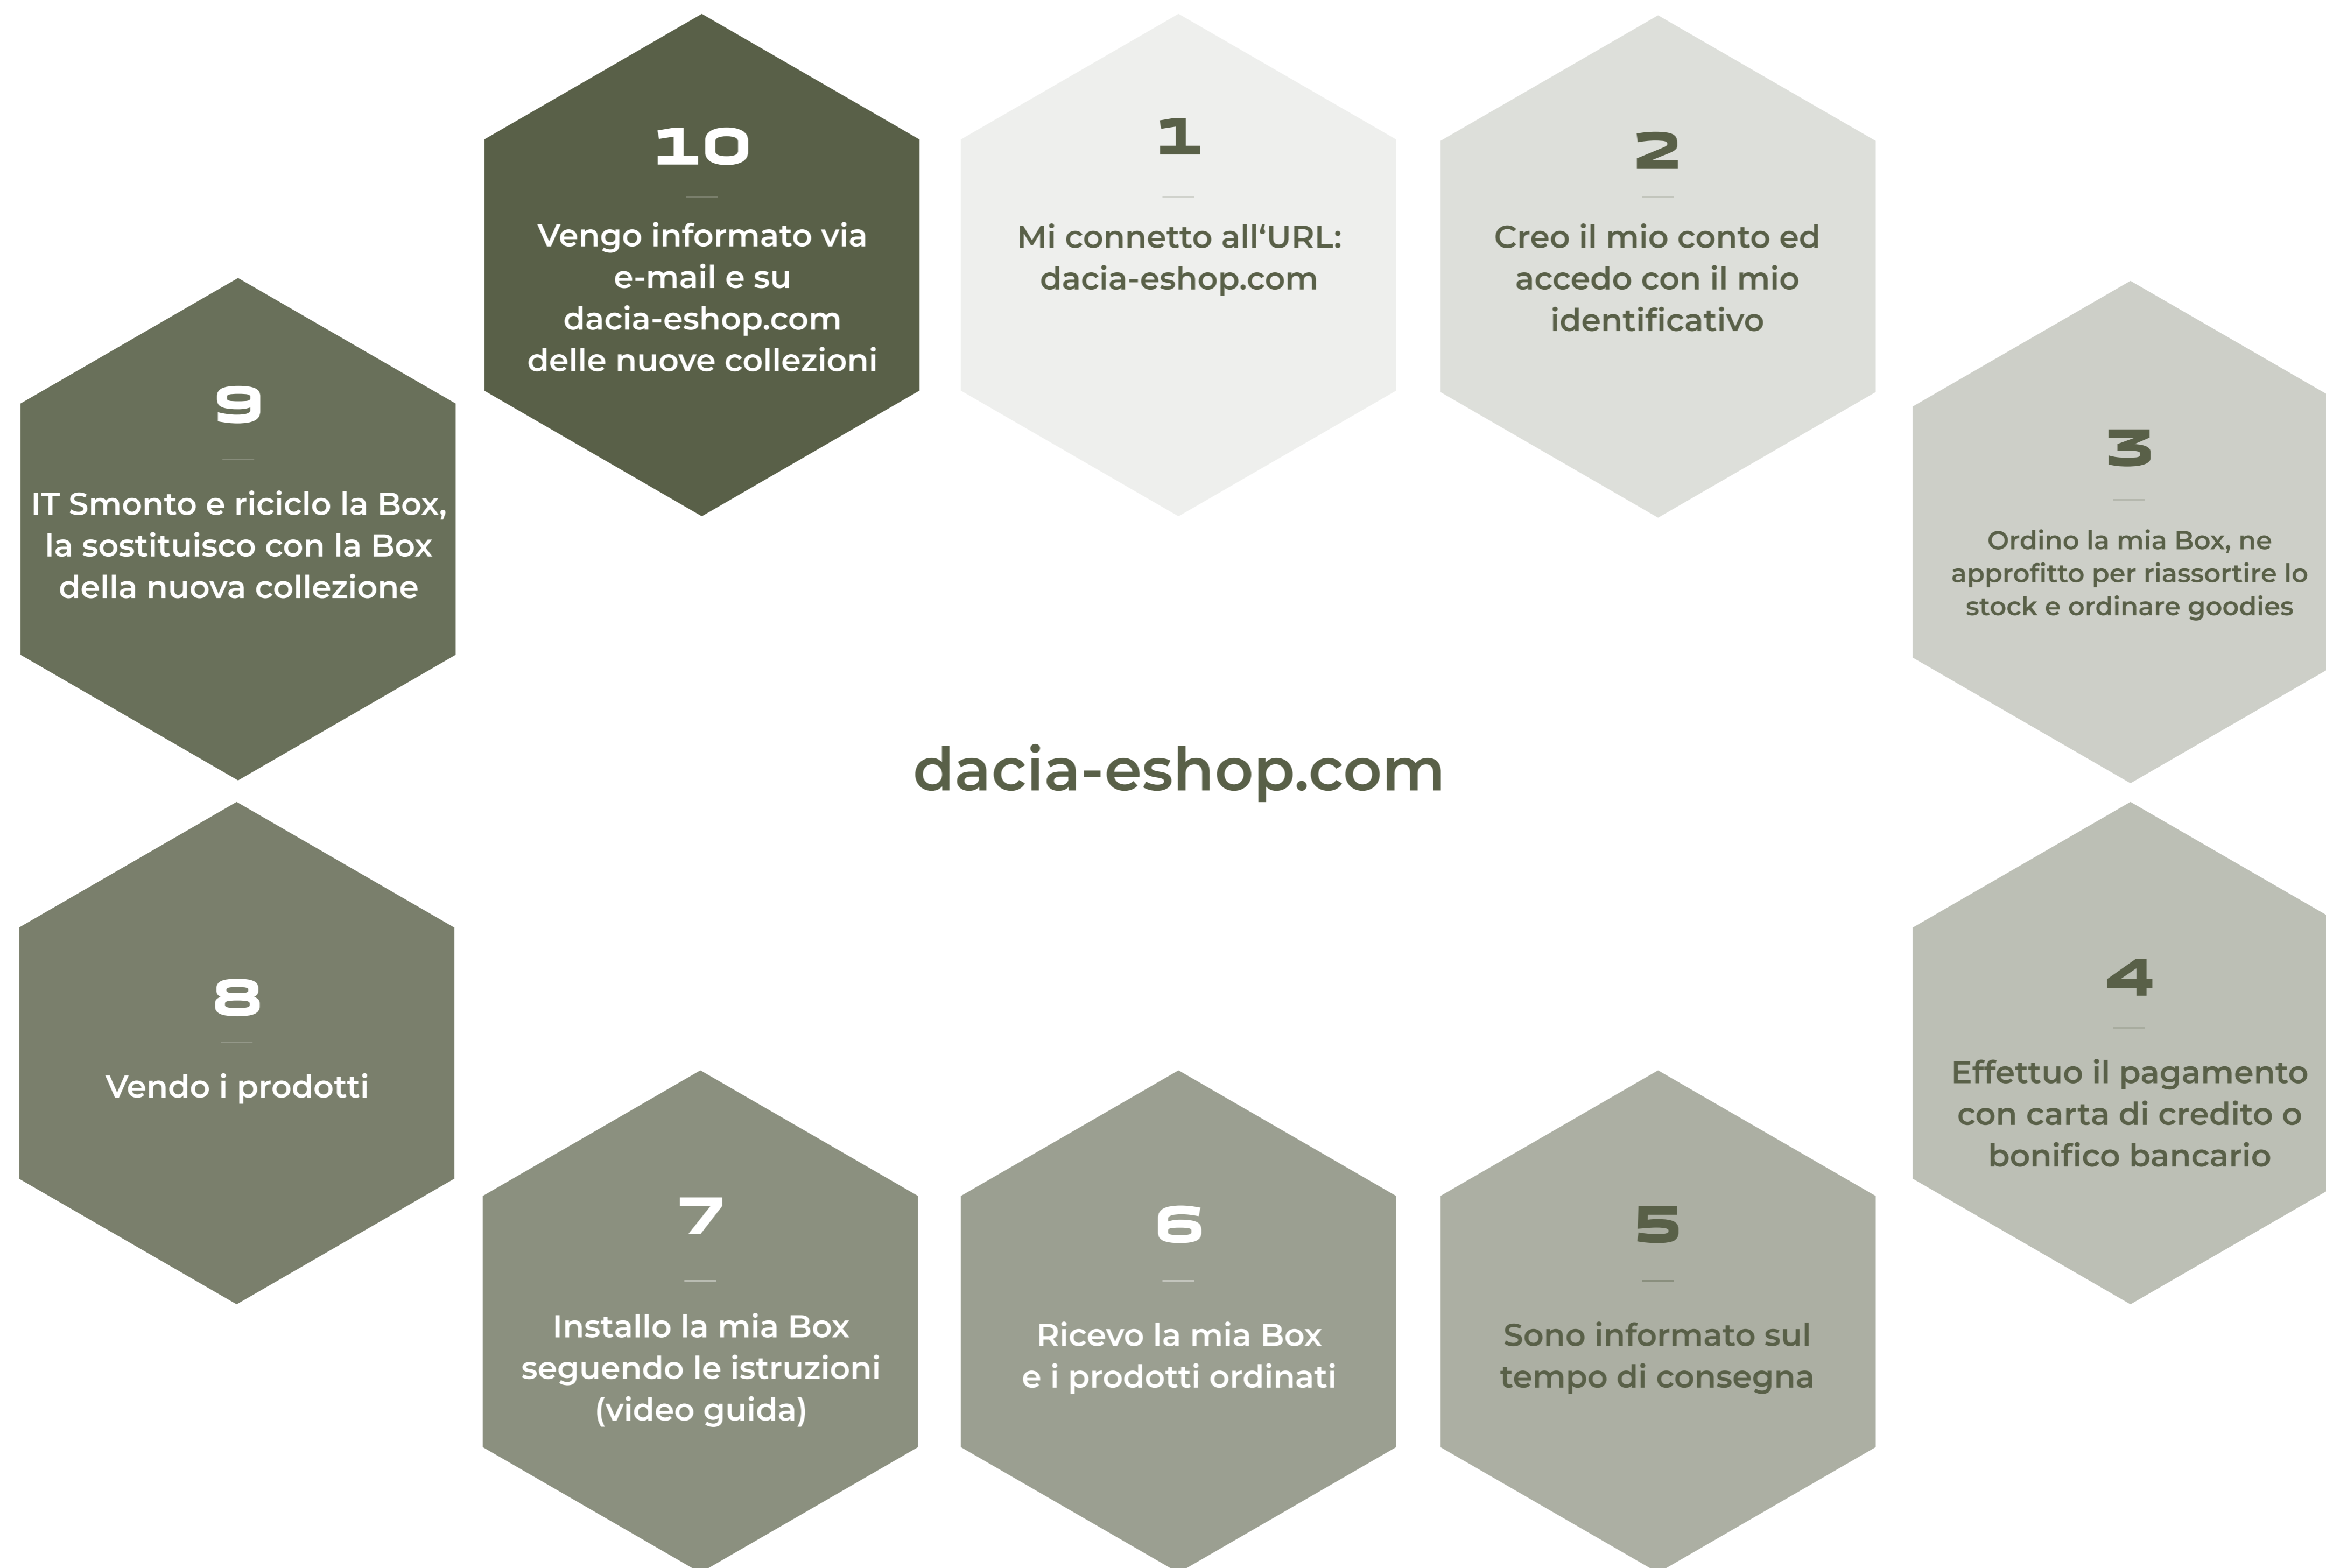 1
Mi connetto all‘URL:
dacia-eshop.com
2
Creo il mio conto ed
accedo con il mio
identificativo
3
Ordino la mia Box, ne
approfitto per riassortire lo
stock e ordinare goodies
4
Effettuo il pagamento
con carta di credito o
bonifico bancario
5
Sono informato sul
tempo di consegna
6
Ricevo la mia Box
e i prodotti ordinati
7
Installo la mia Box
seguendo le istruzioni
(video guida)
8
Vendo i prodotti
9
IT Smonto e riciclo la Box,
la sostituisco con la Box
della nuova collezione
10
Vengo informato via
e-mail e su
dacia-eshop.com
delle nuove collezioni
dacia-eshop.com